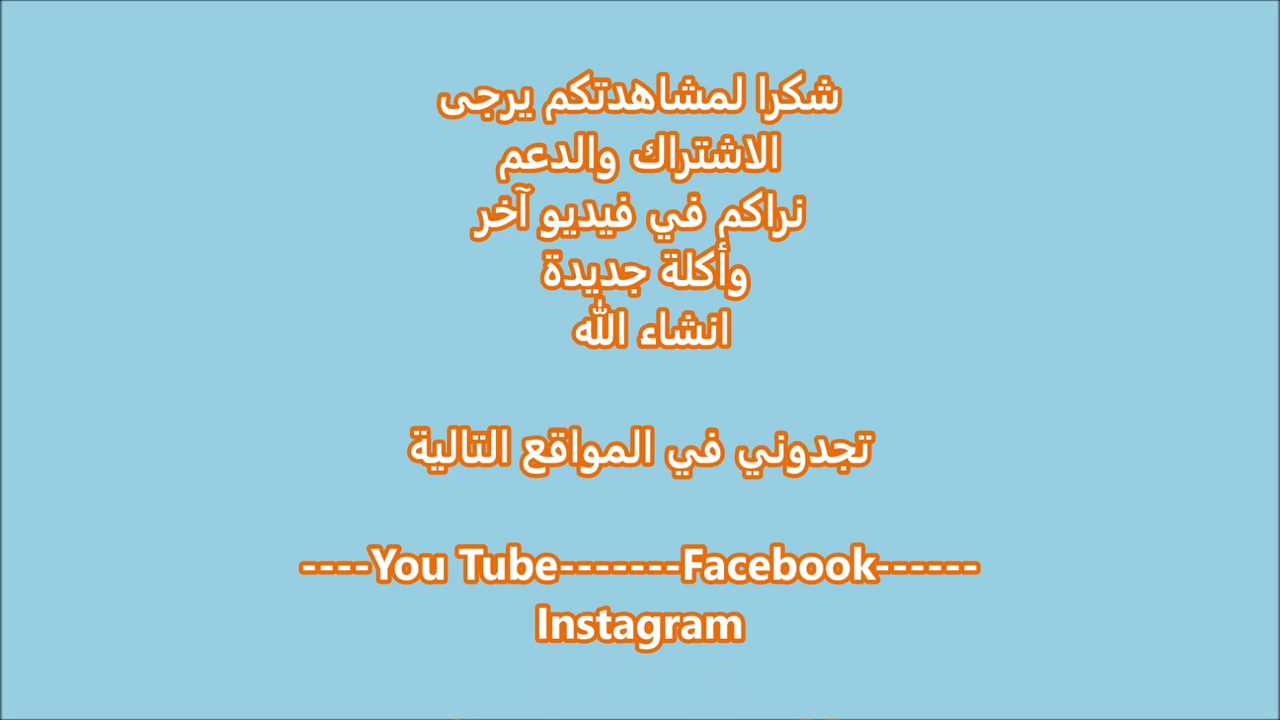 شكرا لمشاهدتكم يرجى
الاشتراك والدعم
نراكم في فيديو آخر
وأكلة جديدة
انشاء الله
تجدوني في المواقع التالية
----You Tube-------Facebook------
Instagram